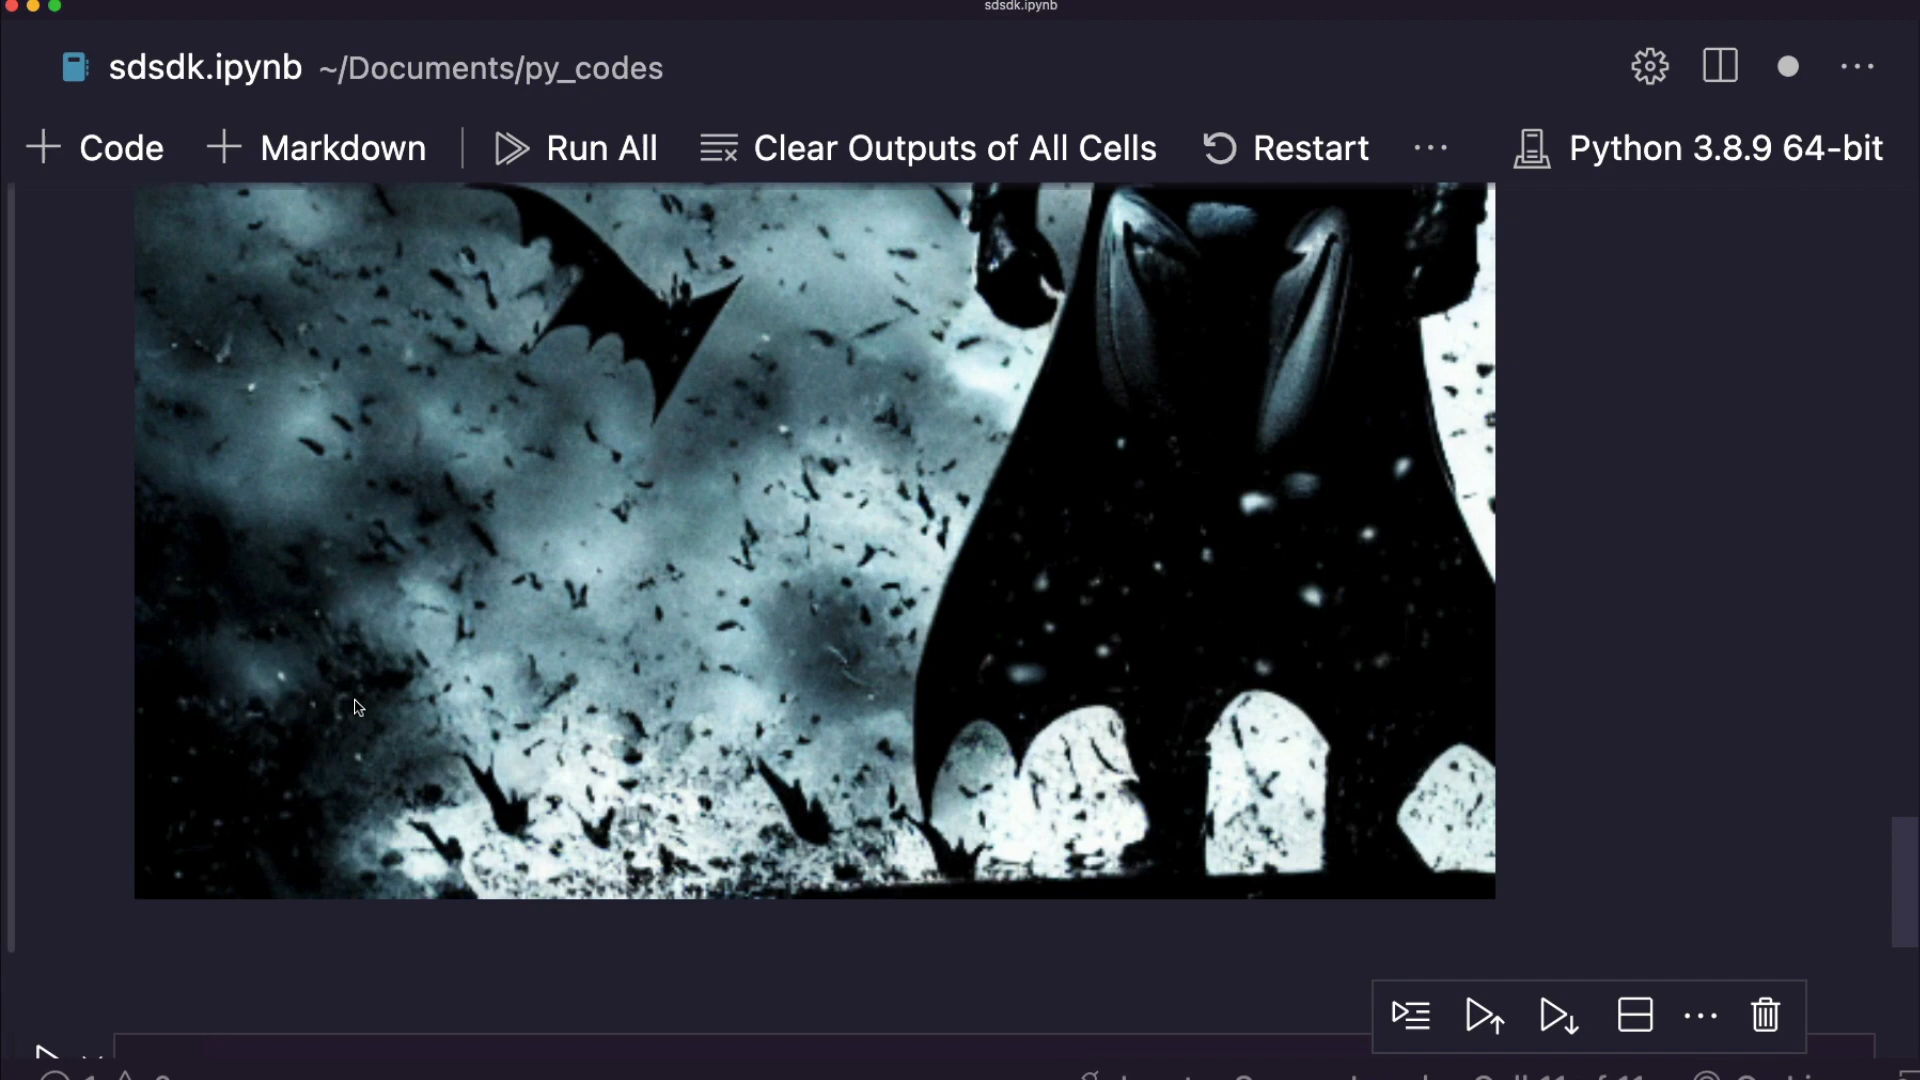 sdsdk.ipynb
sdsdk.ipynb ~/Documents/py_codes
Code Markdown Run All Clear Outputs of All Cells Restart ... Python 3.8.9 64-bit